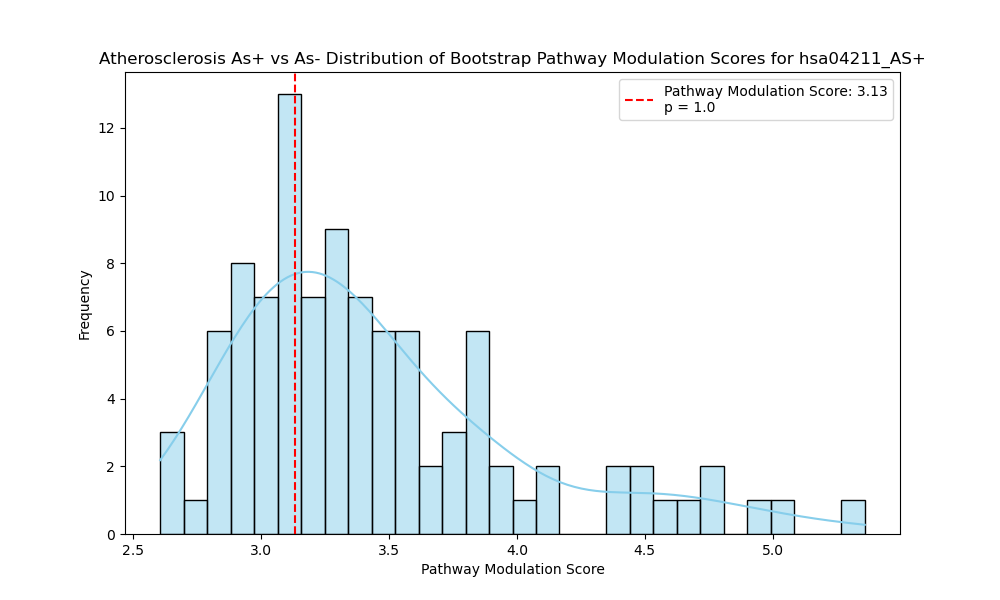 Atherosclerosis As+ vs As- Distribution of Bootstrap Pathway Modulation Scores for hsa04211_AS+
Pathway Modulation Score: 3.13
p = 1.0
Frequency
12
10
8
6
4
2
0
2.5 3.0 3.5 4.0 4.5 5.0
Pathway Modulation Score